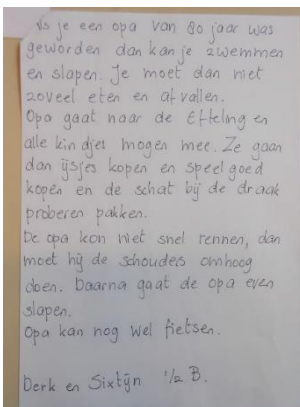 Als je een opa van 80 jaar was
geworden dan kan je zwemmen
en slapen. Je moet dan niet
zoveel eten en afvallen.
Opa gaat naar de Efteling en
alle kindjes mogen mee. Ze gaan
dan ijsjes kopen en speelgoed
kopen en de schat bij de draak
proberen pakken.
De opa kon niet snel rennen, dan
moet hij de schouders omhoog
doen. Daarna gaat de opa even
slapen.
Opa kan nog wel fietsen.
Derk en Sixtijn 1/2 B.